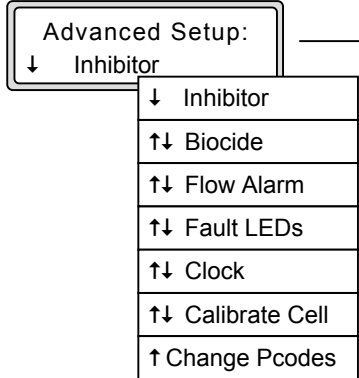 Advanced Setup:
↓ Inhibitor
↓ Inhibitor
↑↓ Biocide
↑↓ Flow Alarm
↑↓ Fault LEDs
↑↓ Clock
↑↓ Calibrate Cell
↑ Change Pcodes